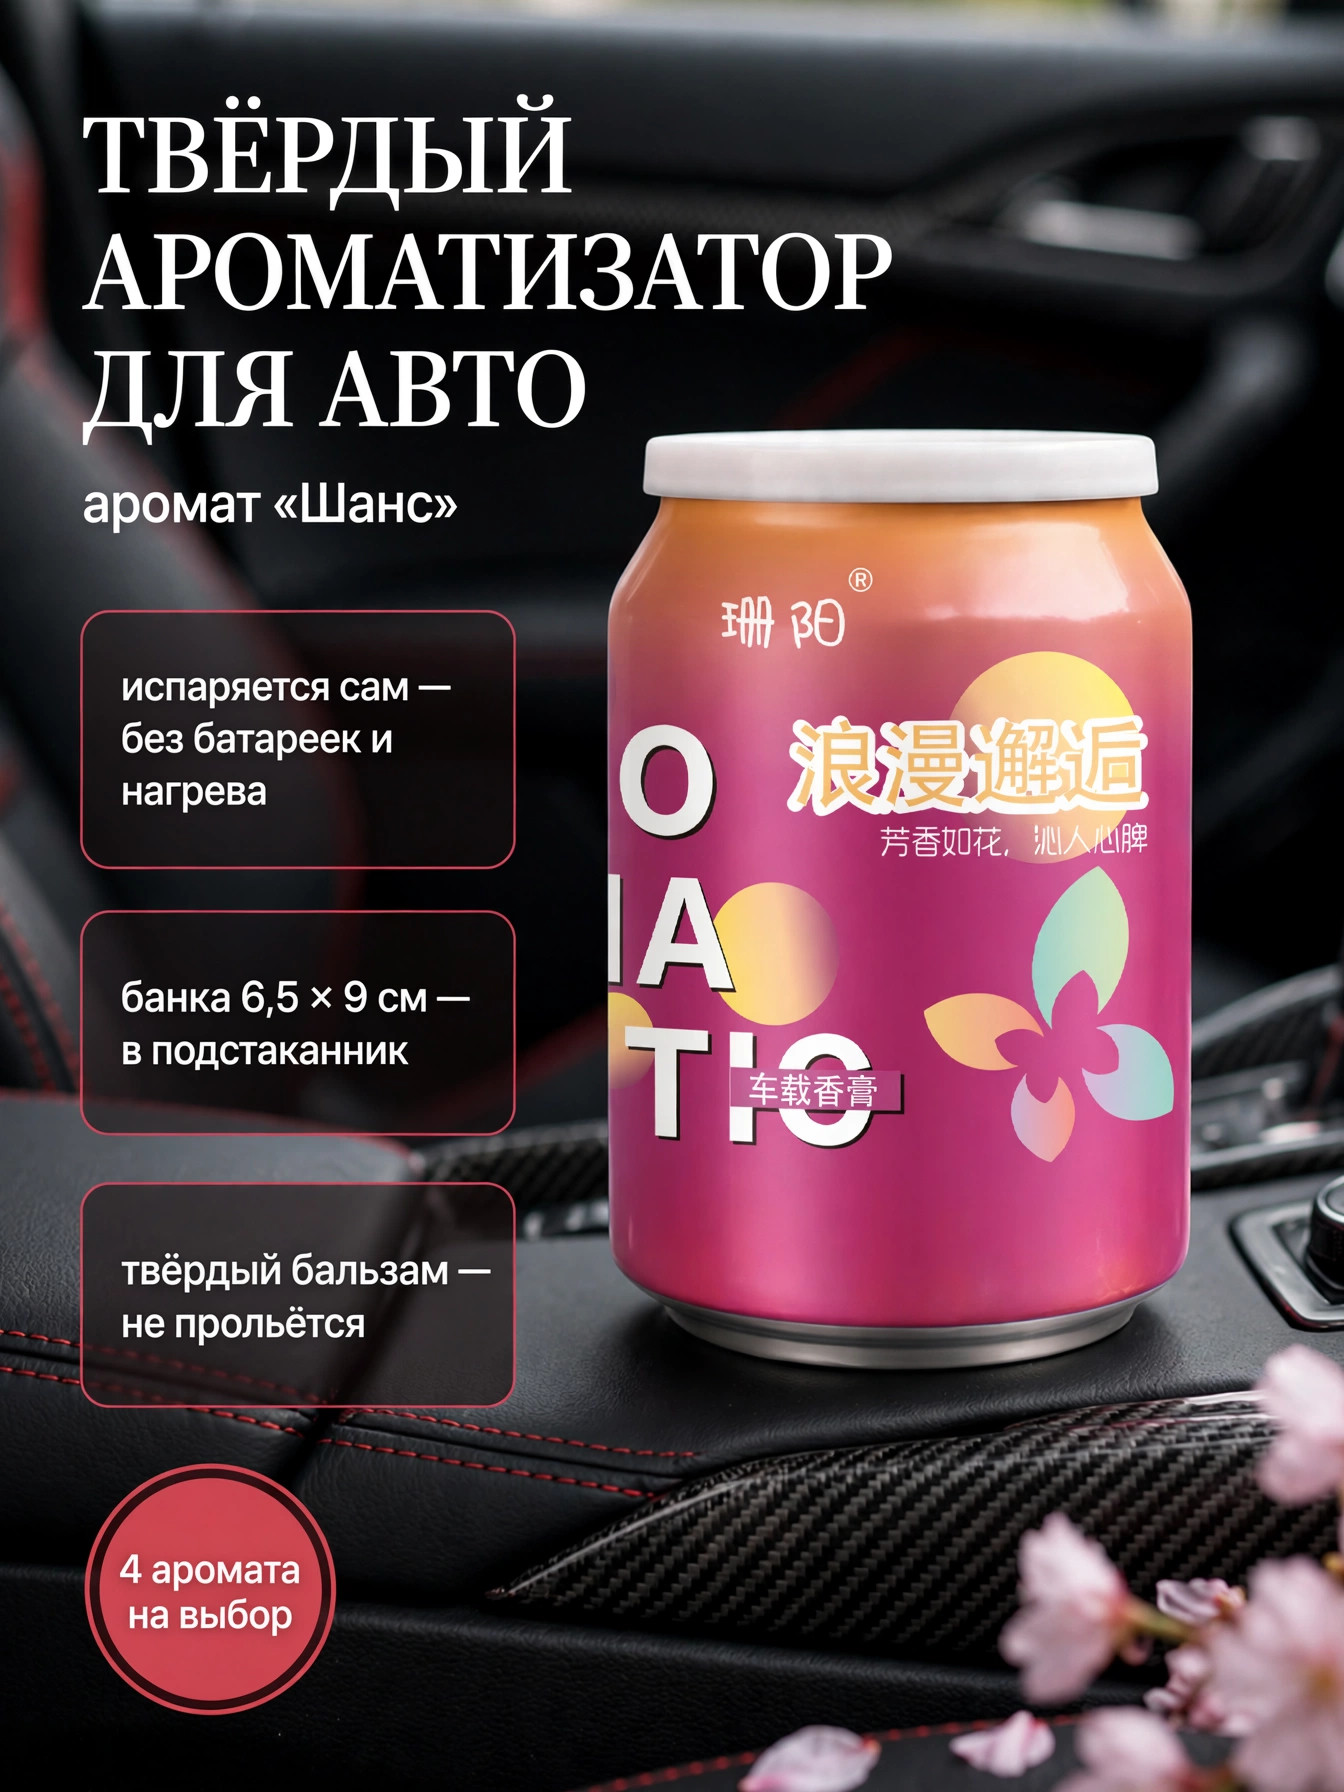 ТВЁРДЫЙ
АРОМАТИЗАТОР
ДЛЯ АВТО
аромат «Шанс»
испаряется сам —
без батареек и
нагрева
банка 6,5 × 9 см —
в подстаканник
твёрдый бальзам —
не прольётся
4 аромата
на выбор
珊阳®
浪漫邂逅
芳香如花，沁人心脾
O
MA
TIC
车载香膏